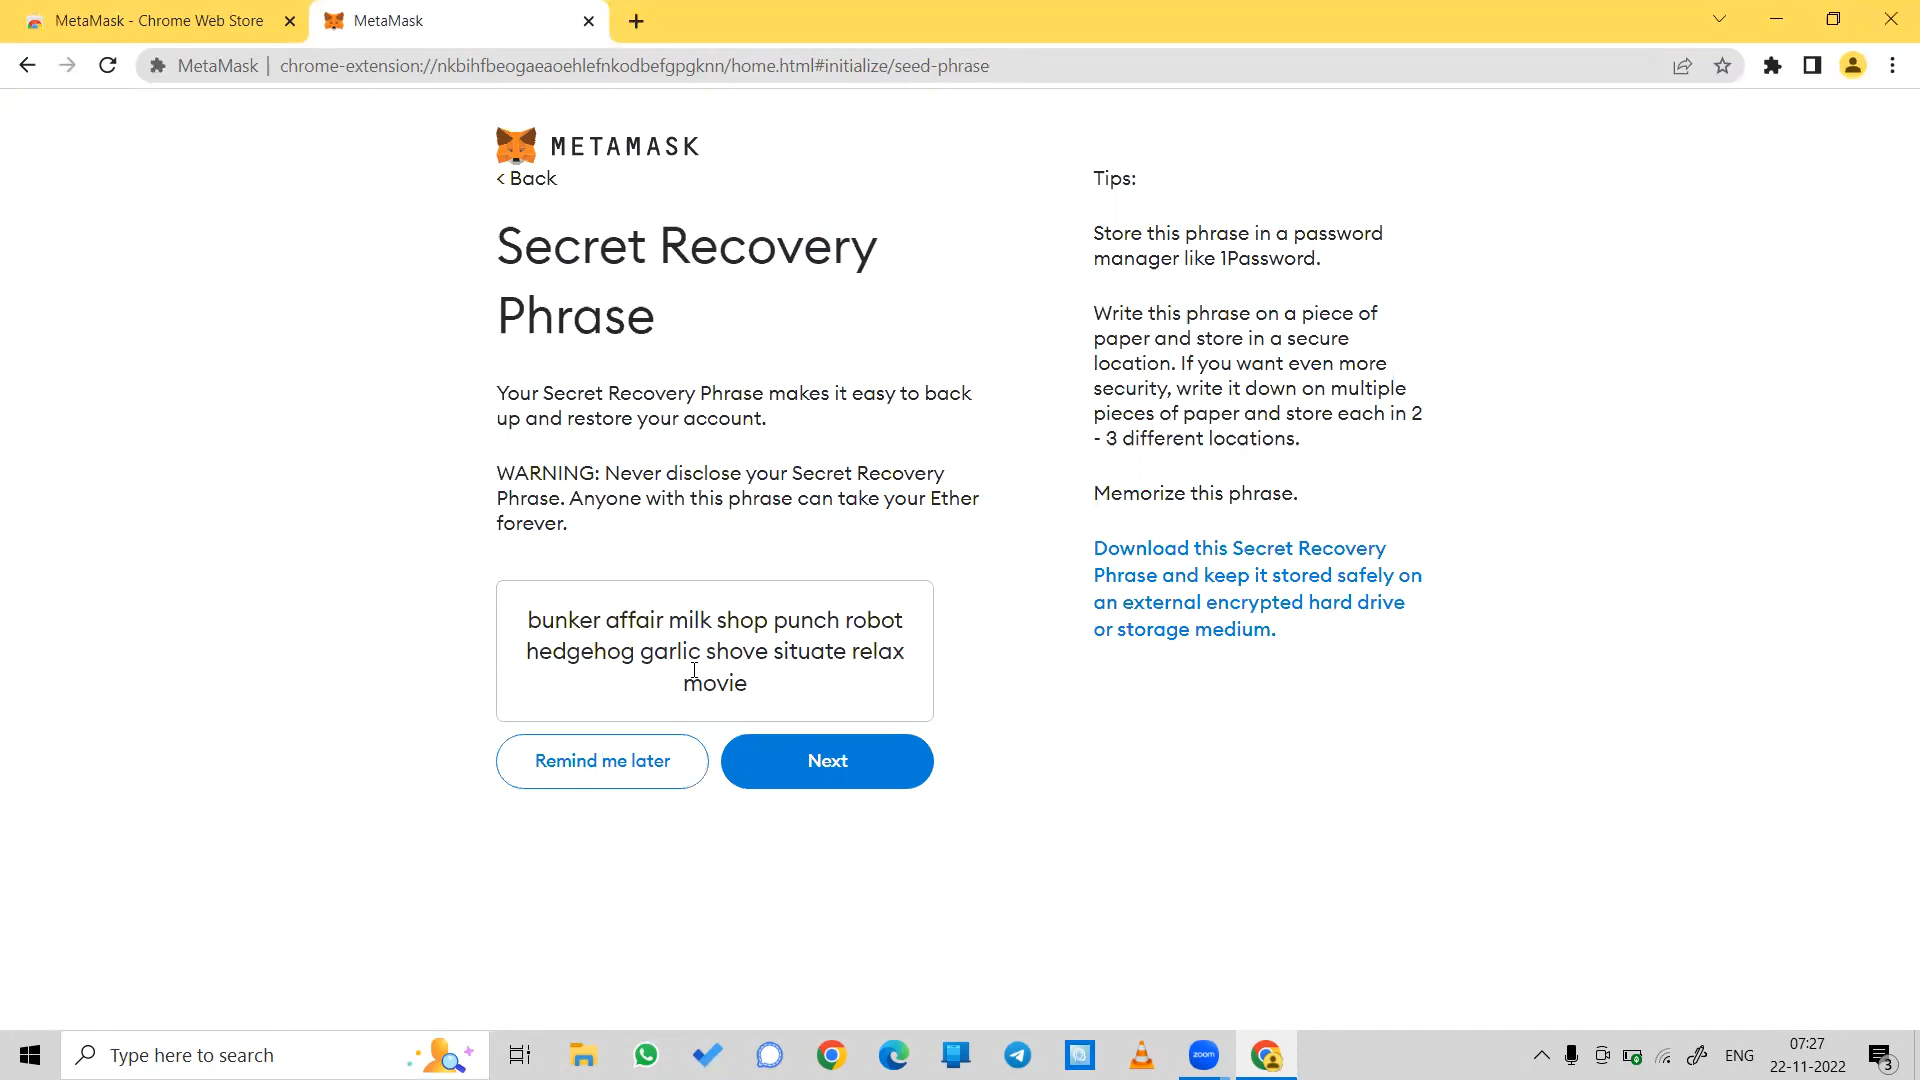 MetaMask - Chrome Web Store
MetaMask
MetaMask | chrome-extension://nkbihfbeogaeaoehlefnkodbefgpgknn/home.html#initialize/seed-phrase
METAMASK
< Back
Secret Recovery
Phrase
Your Secret Recovery Phrase makes it easy to back
up and restore your account.
WARNING: Never disclose your Secret Recovery
Phrase. Anyone with this phrase can take your Ether
forever.
bunker affair milk shop punch robot
hedgehog garlic shove situate relax
movie
Remind me later
Next
Tips:
Store this phrase in a password
manager like 1Password.
Write this phrase on a piece of
paper and store in a secure
location. If you want even more
security, write it down on multiple
pieces of paper and store each in 2
- 3 different locations.
Memorize this phrase.
Download this Secret Recovery
Phrase and keep it stored safely on
an external encrypted hard drive
or storage medium.
Type here to search
zoom
ENG
07:27
22-11-2022
3